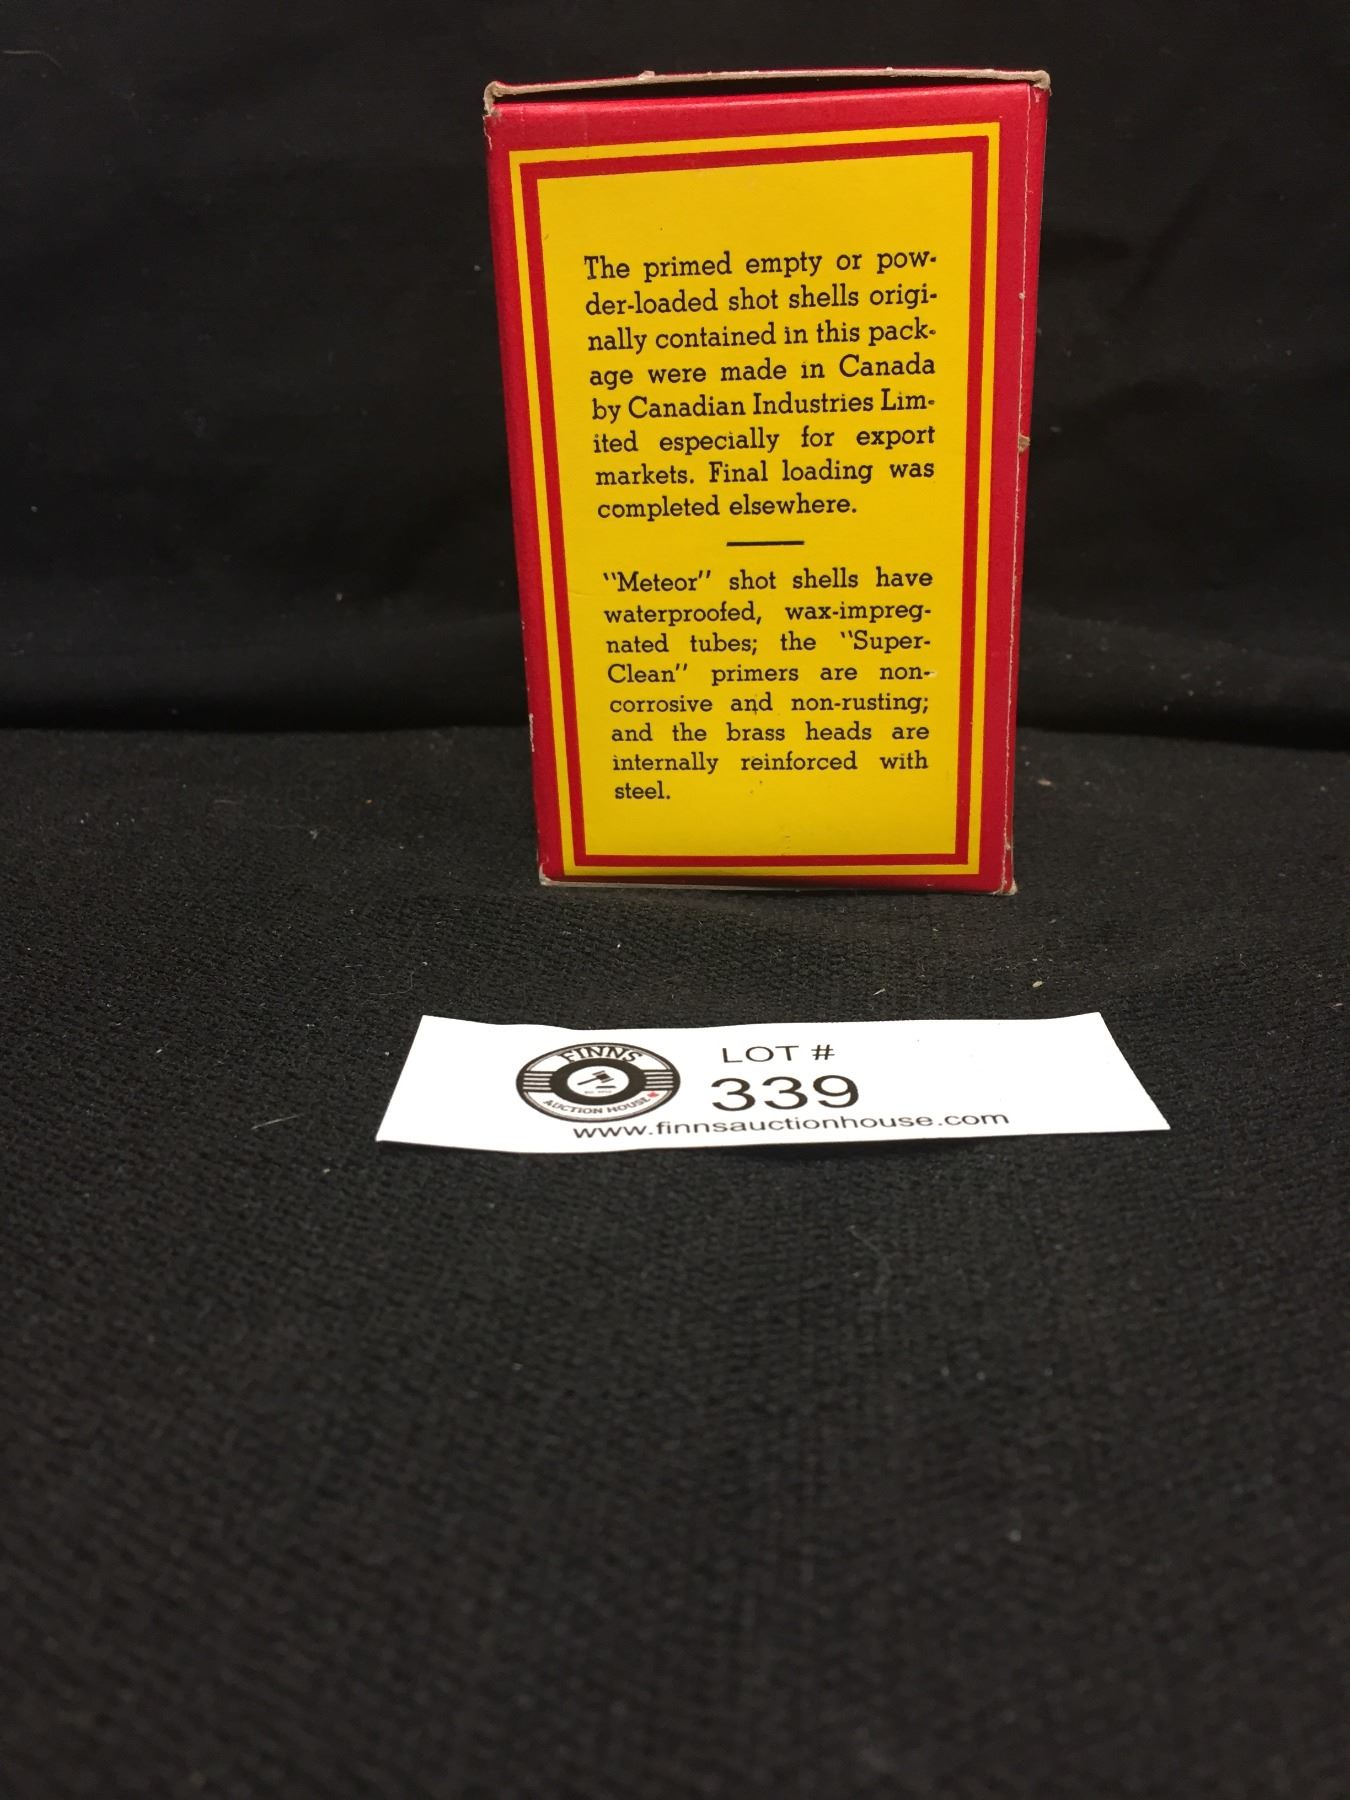 The primed empty or pow-
der-loaded shot shells origi-
nally contained in this pack-
age were made in Canada
by Canadian Industries Lim-
ited especially for export
markets. Final loading was
completed elsewhere.
"Meteor" shot shells have
waterproofed, wax-impreg-
nated tubes; the "Super-
Clean" primers are non-
corrosive and non-rusting;
and the brass heads are
internally reinforced with
steel.
FINNS
AUCTION HOUSE
LOT #
339
www.finnsauctionhouse.com